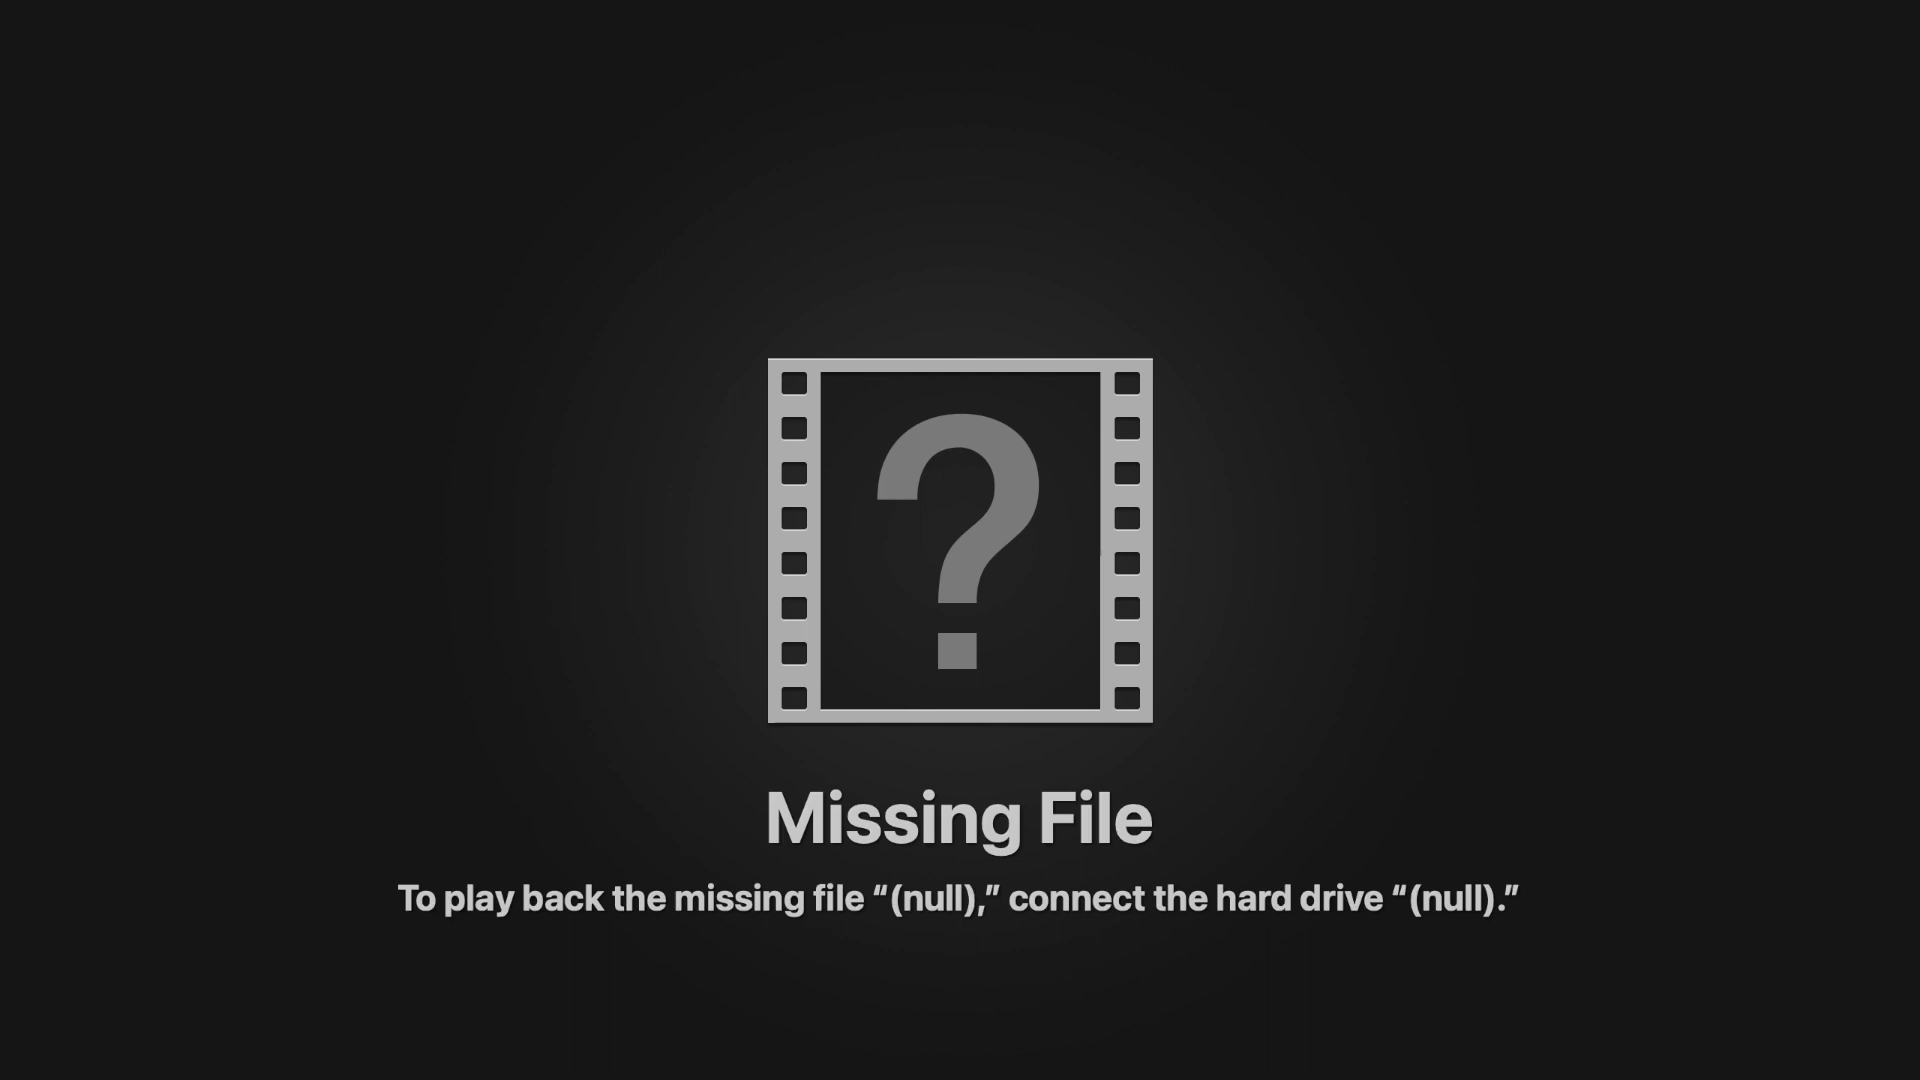 ?
Missing File
To play back the missing file “(null),” connect the hard drive “(null).”